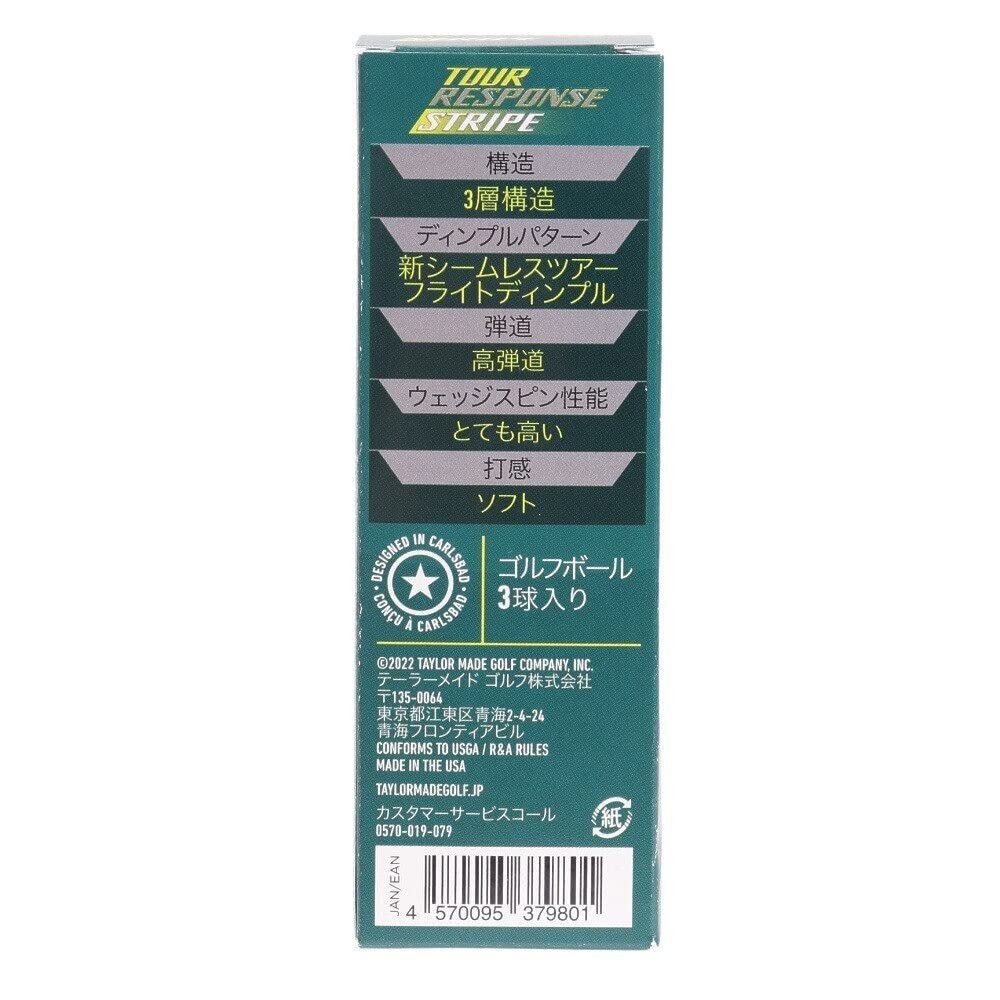 TOUR
RESPONSE
STRIPE
構造
3層構造
ディンプルパターン
新シームレスツアー
フライトディンプル
弾道
高弾道
ウェッジスピン性能
とても高い
打感
ソフト
DESIGNED IN CARLSBAD
CONÇU À CARLSBAD
ゴルフボール
3球入り
©2022 TAYLOR MADE GOLF COMPANY, INC.
テーラーメイド ゴルフ株式会社
〒135-0064
東京都江東区青海2-4-24
青海フロンティアビル
CONFORMS TO USGA / R&A RULES
MADE IN THE USA
TAYLORMADEGOLF.JP
カスタマーサービスコール
0570-019-079
紙
JAN/EAN
4 570095 379801